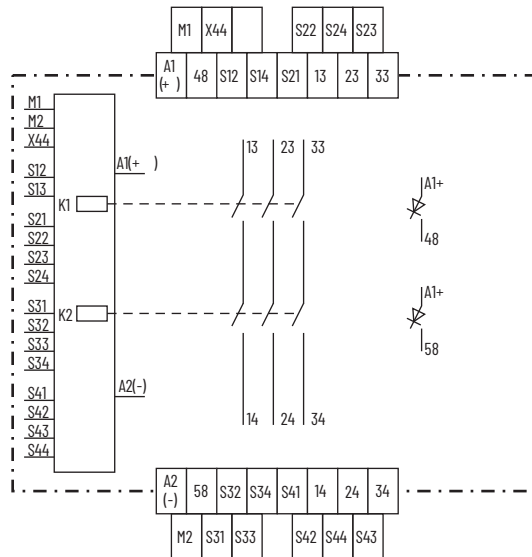 M1 X44 S22 S24 S23
A1 (+ ) 48 S12 S14 S21 13 23 33
M1
M2
X44
S12
S13
S21
S22
S23
S24
S31
S32
S33
S34
S41
S42
S43
S44
A1(+ )
K1
K2
A2(-)
13 23 33
14 24 34
A1+
48
A1+
58
A2 (-) 58 S32 S34 S41 14 24 34
M2 S31 S33 S42 S44 S43